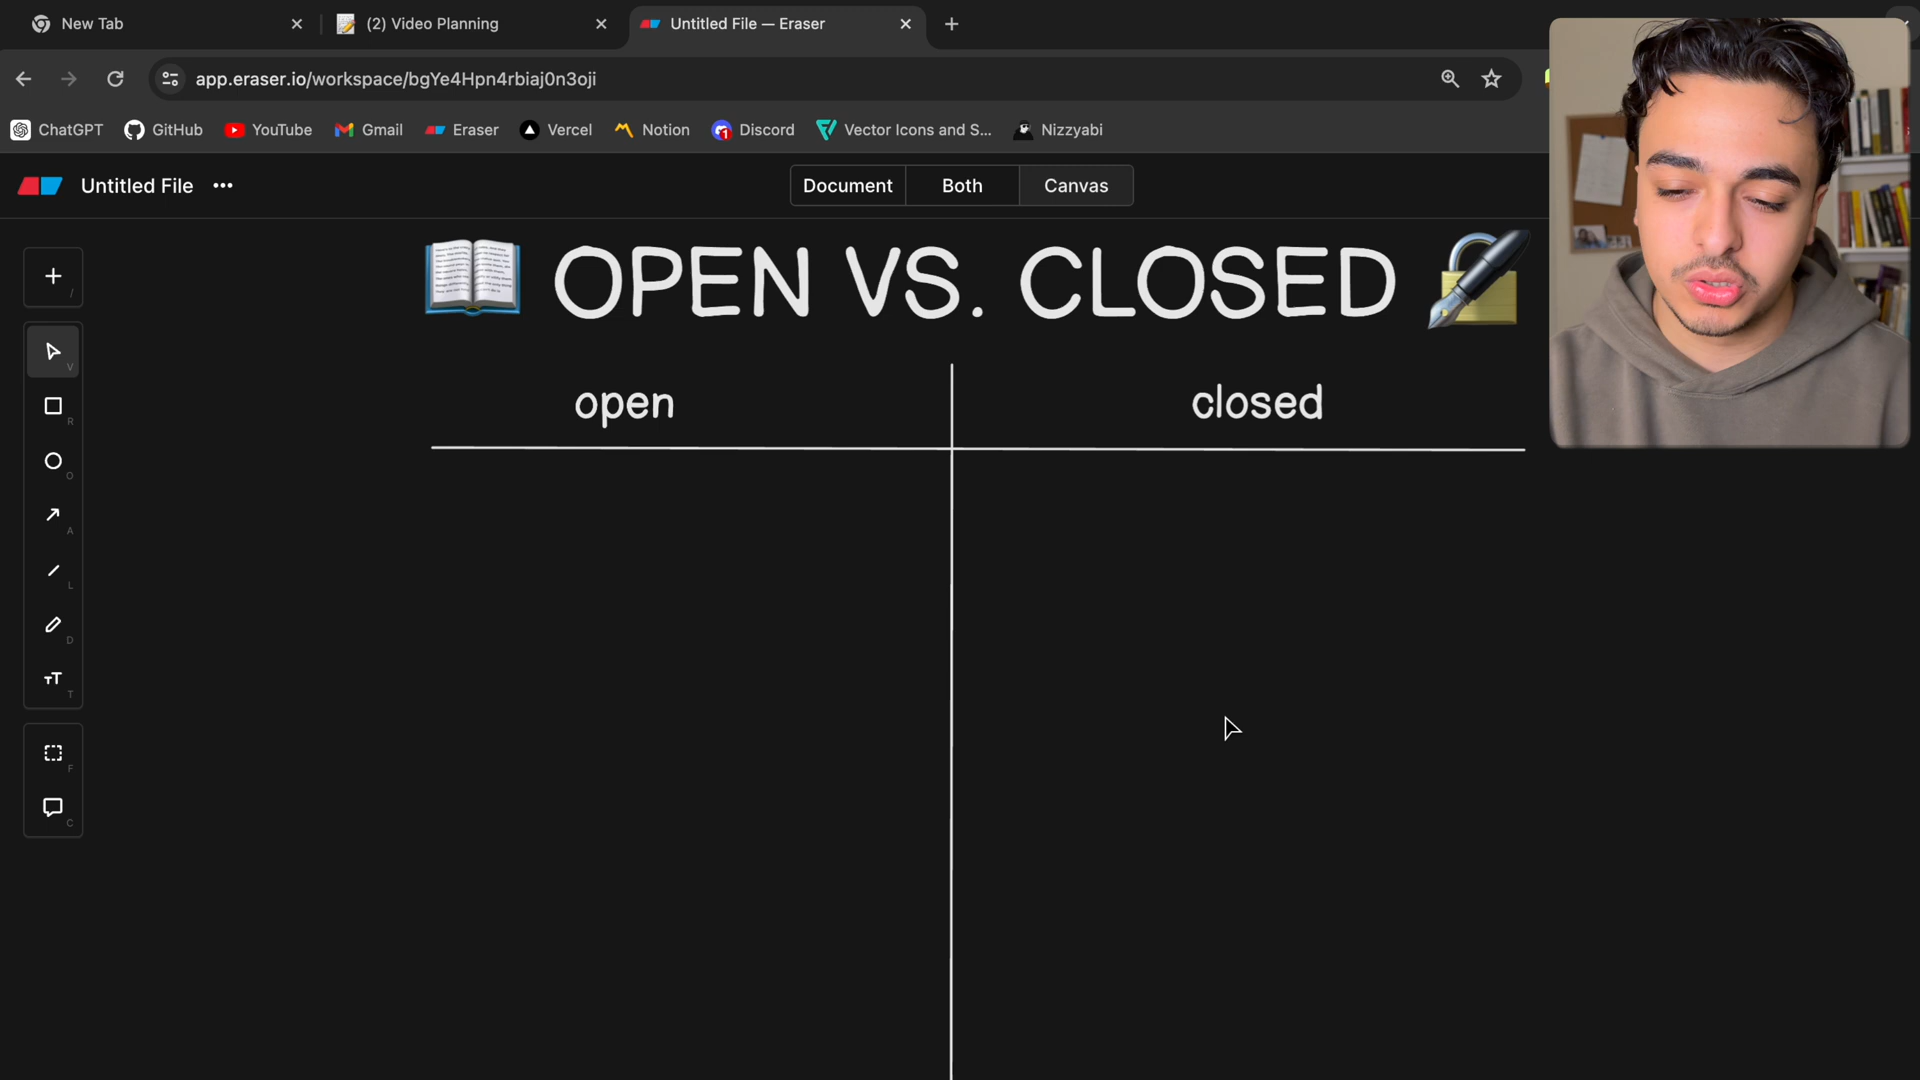 New Tab
(2) Video Planning
Untitled File — Eraser
app.eraser.io/workspace/bgYe4Hpn4rbiaj0n3oji
ChatGPT
GitHub
YouTube
Gmail
Eraser
Vercel
Notion
Discord
Vector Icons and S...
Nizzyabi
Untitled File
Document
Both
Canvas
OPEN VS. CLOSED
open
closed
/
V
R
O
A
L
D
TT
T
F
C